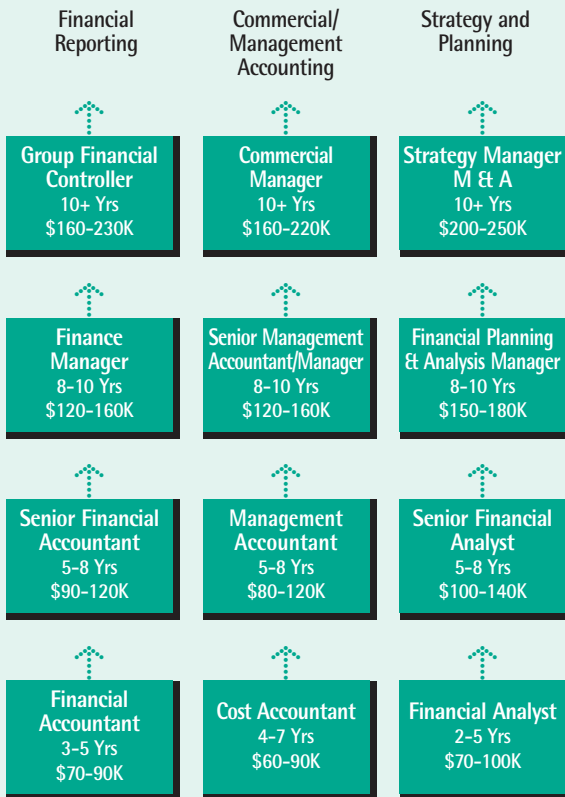 Financial
Reporting
Commercial/
Management
Accounting
Strategy and
Planning
Group Financial
Controller
10+ Yrs
$160-230K
Commercial
Manager
10+ Yrs
$160-220K
Strategy Manager
M & A
10+ Yrs
$200-250K
Finance
Manager
8-10 Yrs
$120-160K
Senior Management
Accountant/Manager
8-10 Yrs
$120-160K
Financial Planning
& Analysis Manager
8-10 Yrs
$150-180K
Senior Financial
Accountant
5-8 Yrs
$90-120K
Management
Accountant
5-8 Yrs
$80-120K
Senior Financial
Analyst
5-8 Yrs
$100-140K
Financial
Accountant
3-5 Yrs
$70-90K
Cost Accountant
4-7 Yrs
$60-90K
Financial Analyst
2-5 Yrs
$70-100K